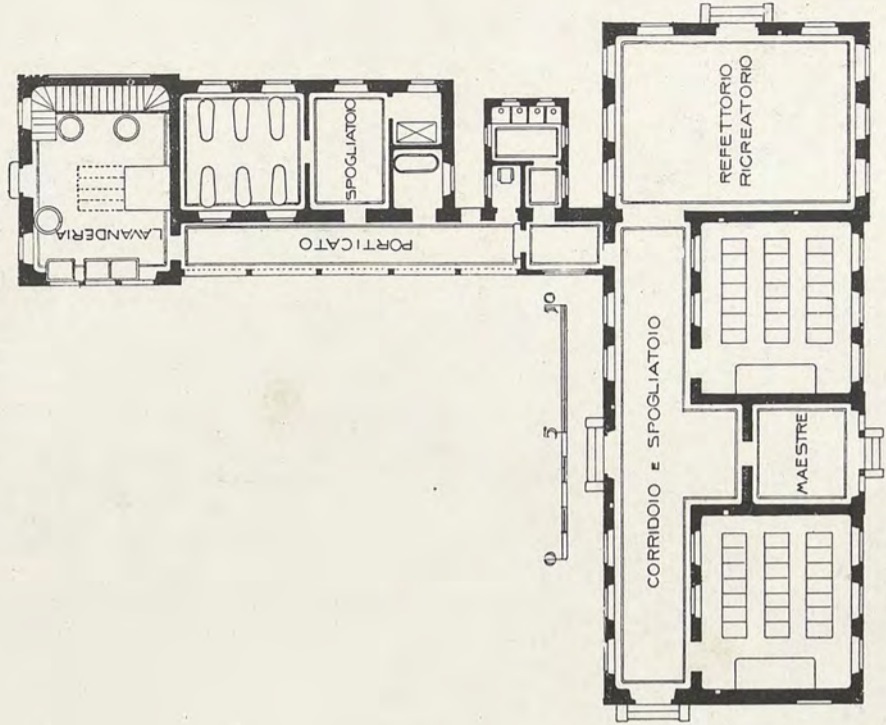 LAVANDERIA
SPOGLIATOIO
PORTICATO
REFETTORIO
RICREATORIO
CORRIDOIO E SPOGLIATOIO
MAESTRE
0
5
10